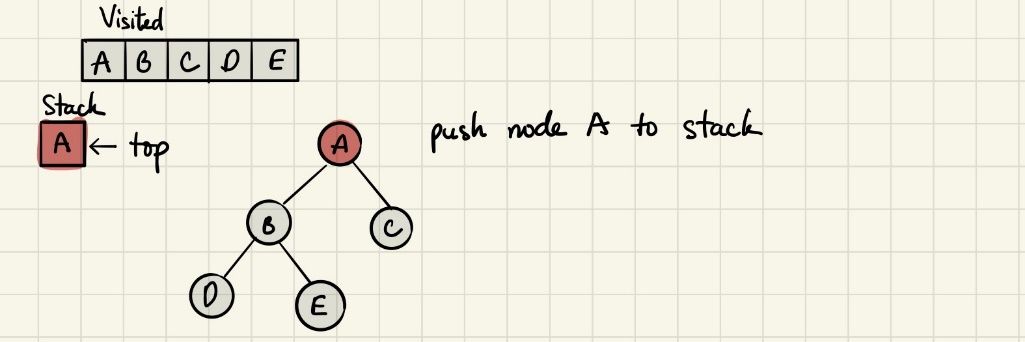 Visited
A B C D E
Stack
A ← top
A
push node A to stack
B
C
D
E